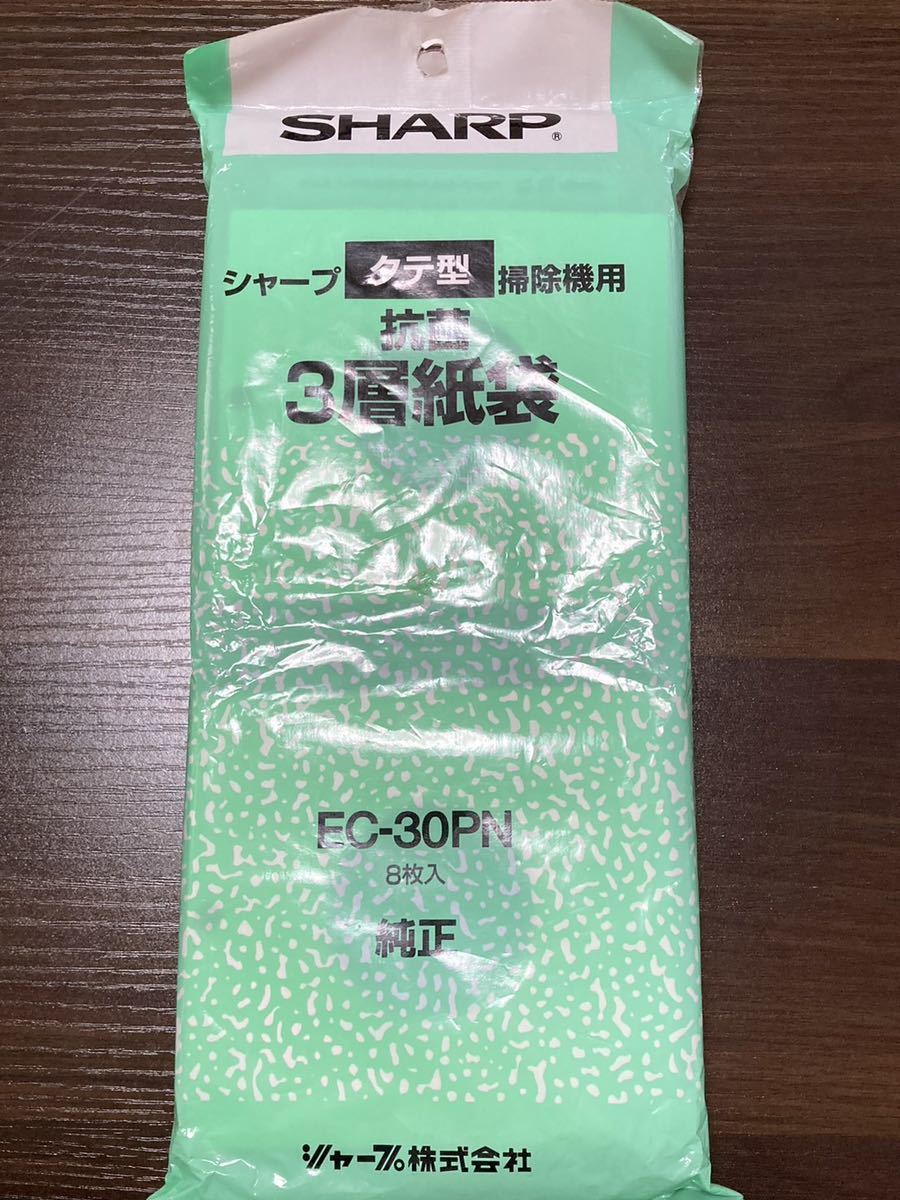 SHARP®
シャープ タテ型 掃除機用
抗菌
3層紙袋
EC-30PN
8枚入
純正
シャープ株式会社